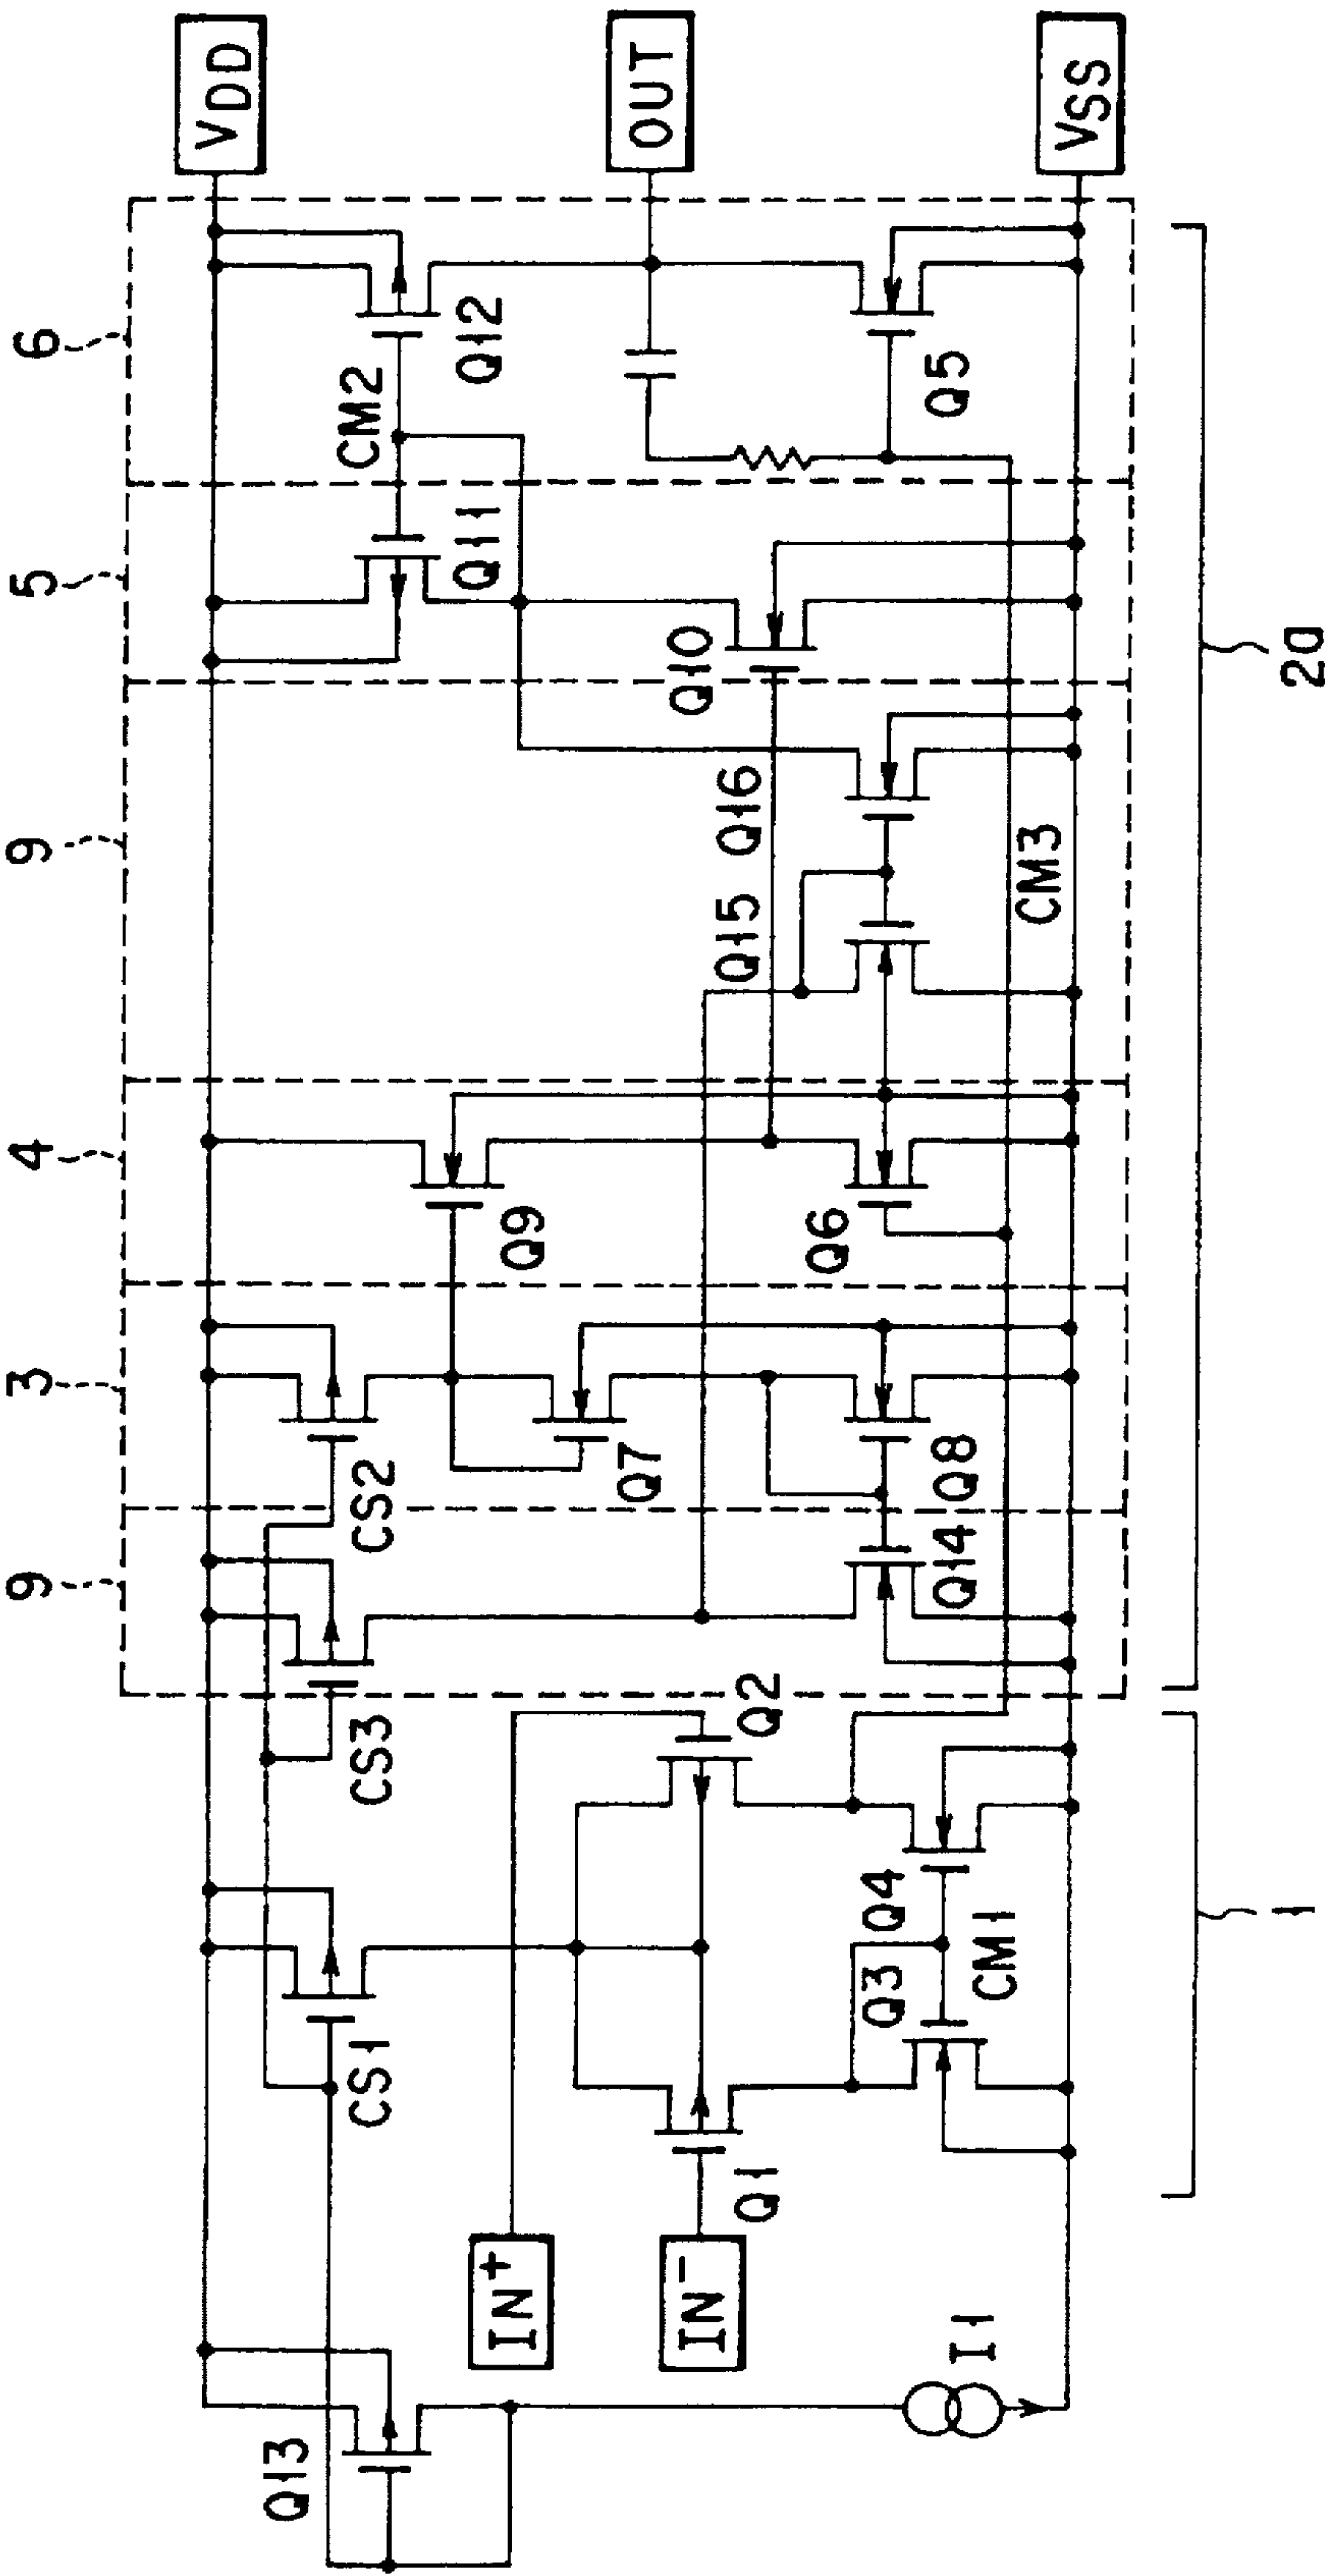 9
3
4
9
5
6
VDD
OUT
VSS
Q13
CS1
CS3
CS2
Q9
Q7
CM2
Q11
Q12
IN+
IN−
I1
Q1
Q2
Q3
Q4
CM1
Q14
Q8
Q6
Q15
Q16
CM3
Q10
Q5
1
2a